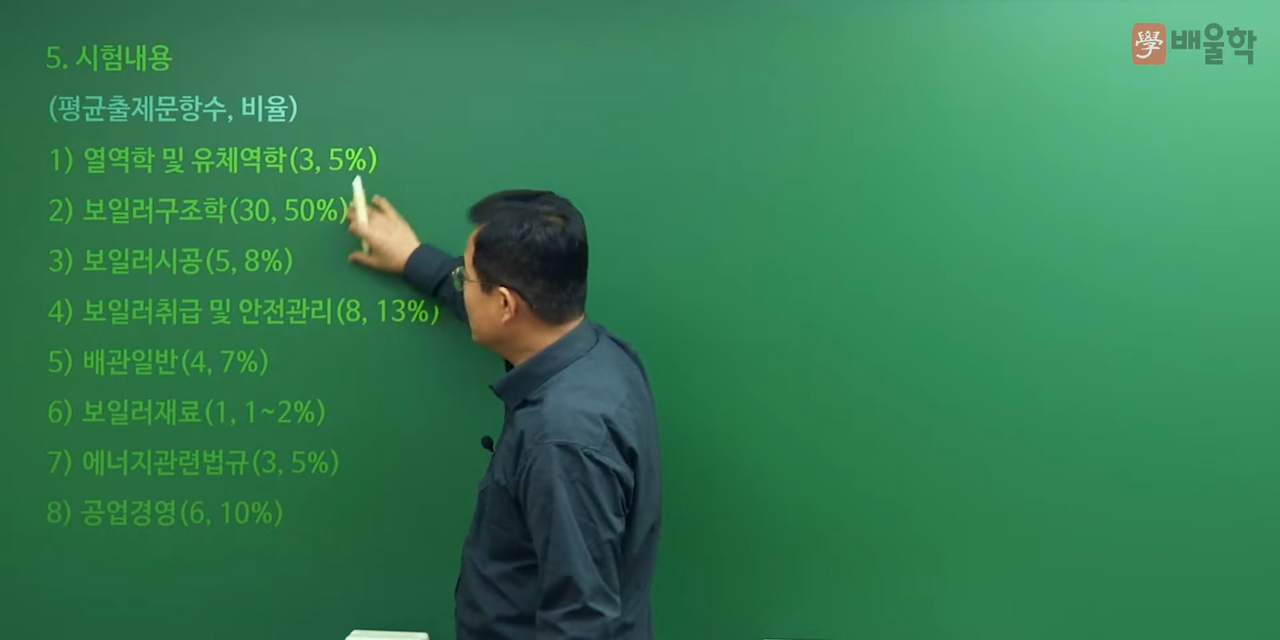 學 배울학
5. 시험내용
(평균출제문항수, 비율)
1) 열역학 및 유체역학(3, 5%)
2) 보일러구조학(30, 50%)
3) 보일러시공(5, 8%)
4) 보일러취급 및 안전관리(8, 13%)
5) 배관일반(4, 7%)
6) 보일러재료(1, 1~2%)
7) 에너지관련법규(3, 5%)
8) 공업경영(6, 10%)